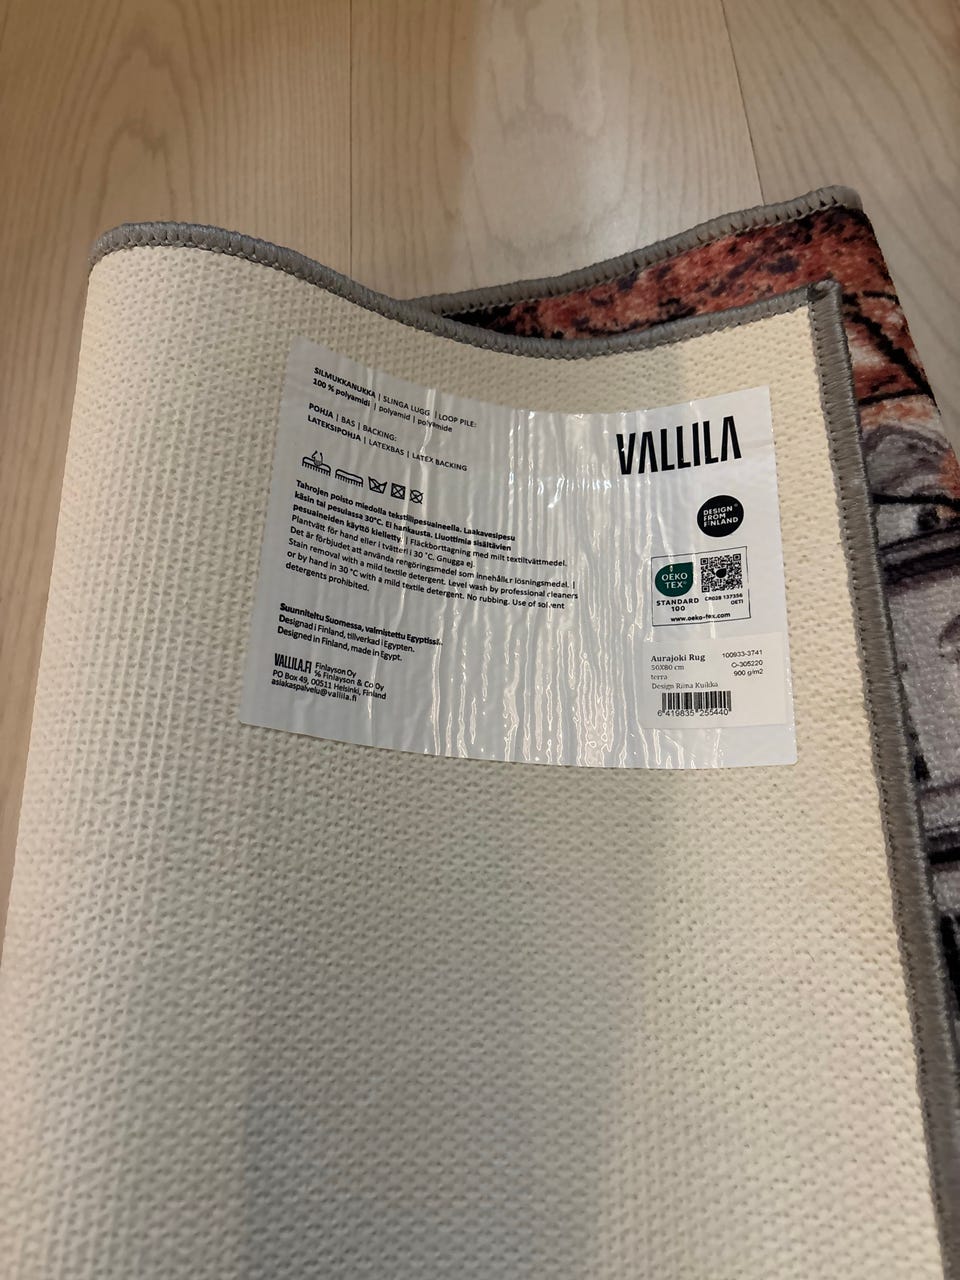 SILMUKKANUKKA | SLINGA LUGG | LOOP PILE:
100 % polyamidi | polyamid | polyamide
POHJA | BAS | BACKING:
LATEKSIPOHJA | LATEXBAS | LATEX BACKING
Tahrojen poisto miedolla tekstiilipesuaineella. Laakavesipesu
käsin tai pesulassa 30°C. Ei hankausta. Liuottimia sisältävien
pesuaineiden käyttö kielletty. | Fläckborttagning med milt textiltvättmedel.
Plantvätt för hand eller i tvätteri i 30 °C. Gnugga ej.
Det är förbjudet att använda rengöringsmedel som innehåller lösningsmedel. |
Stain removal with a mild textile detergent. Level wash by professional cleaners
or by hand in 30 °C with a mild textile detergent. No rubbing. Use of solvent
detergents prohibited.
Suunniteltu Suomessa, valmistettu Egyptissä.
Designad i Finland, tillverkad i Egypten.
Designed in Finland, made in Egypt.
VALLILA.FI Finlayson Oy
% Finlayson & Co Oy
PO Box 49, 00511 Helsinki, Finland
asiakaspalvelu@vallila.fi
VALLILA
DESIGN
FROM
FINLAND
OEKO
TEX®
STANDARD
100
CR028 137356
OETI
www.oeko-tex.com
Aurajoki Rug 100933-3741
50X80 cm O-305220
terra 900 g/m2
Design Riina Kuikka
6 419835 255440